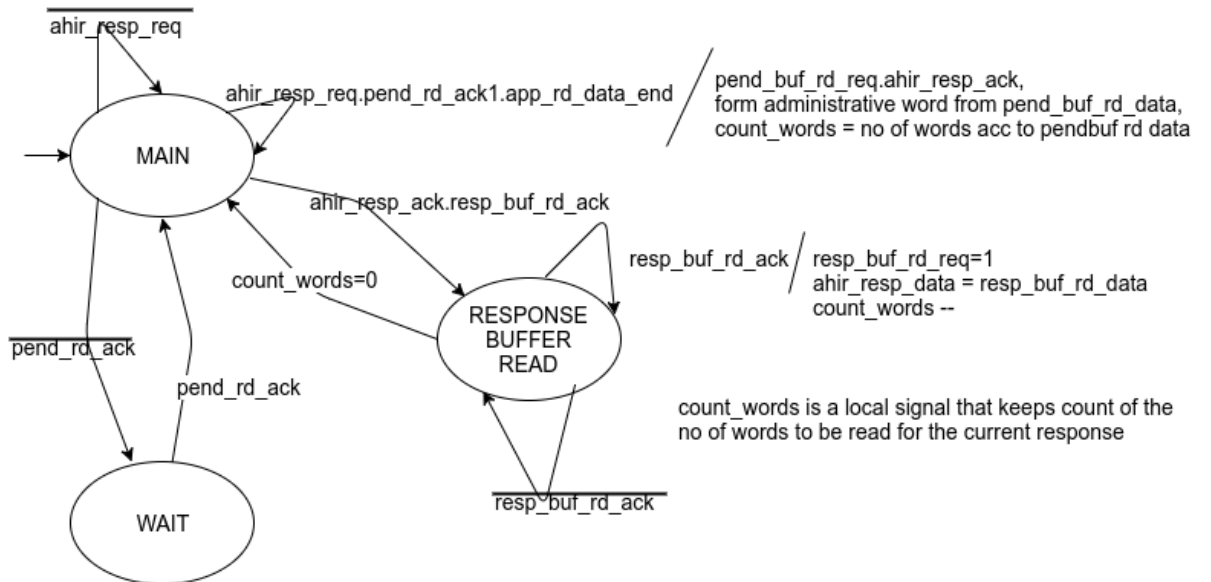 ahir_resp_req
ahir_resp_req.pend_rd_ack1.app_rd_data_end
pend_buf_rd_req.ahir_resp_ack,
form administrative word from pend_buf_rd_data,
count_words = no of words acc to pendbuf rd data
MAIN
ahir_resp_ack.resp_buf_rd_ack
count_words=0
resp_buf_rd_ack
resp_buf_rd_req=1
ahir_resp_data = resp_buf_rd_data
count_words --
RESPONSE
BUFFER
READ
pend_rd_ack
pend_rd_ack
count_words is a local signal that keeps count of the
no of words to be read for the current response
resp_buf_rd_ack
WAIT